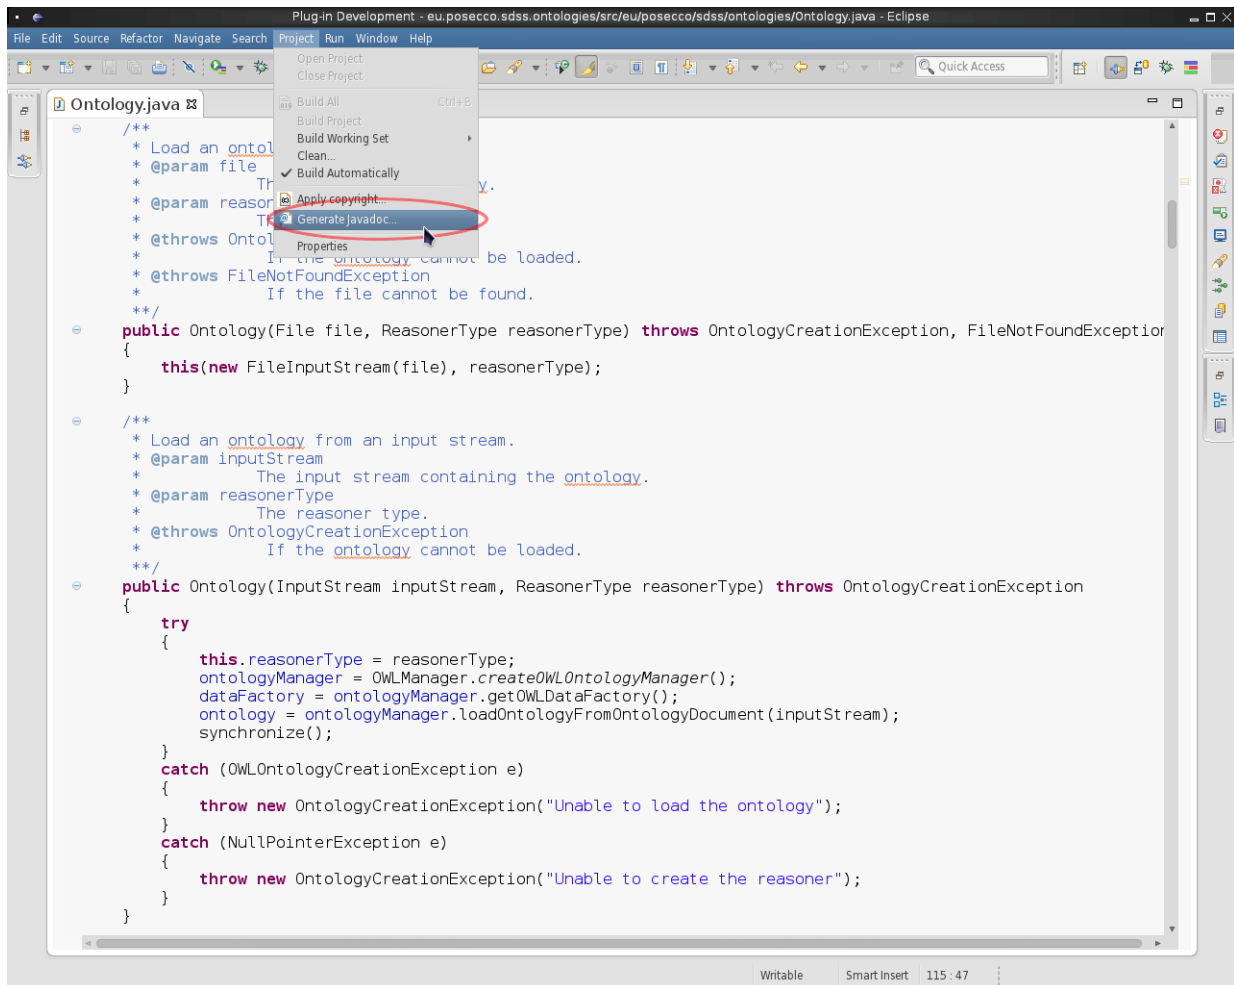 Plug-in Development - eu.posecco.sdss.ontologies/src/eu/posecco/sdss/ontologies/Ontology.java - Eclipse
File Edit Source Refactor Navigate Search Project Run Window Help
Quick Access
Open Project
Close Project
Build All Ctrl+B
Build Project
Build Working Set
Clean...
Build Automatically
Apply copyright...
Generate Javadoc...
Properties
Ontology.java
/**
* Load an ontol
* @param file
* Th y.
* @param reasor
* T
* @throws Ontol
* If the ontology cannot be loaded.
* @throws FileNotFoundException
* If the file cannot be found.
**/
public Ontology(File file, ReasonerType reasonerType) throws OntologyCreationException, FileNotFoundException
{
this(new FileInputStream(file), reasonerType);
}
/**
* Load an ontology from an input stream.
* @param inputStream
* The input stream containing the ontology.
* @param reasonerType
* The reasoner type.
* @throws OntologyCreationException
* If the ontology cannot be loaded.
**/
public Ontology(InputStream inputStream, ReasonerType reasonerType) throws OntologyCreationException
{
try
{
this.reasonerType = reasonerType;
ontologyManager = OWLManager.createOWLOntologyManager();
dataFactory = ontologyManager.getOWLDataFactory();
ontology = ontologyManager.loadOntologyFromOntologyDocument(inputStream);
synchronize();
}
catch (OWLOntologyCreationException e)
{
throw new OntologyCreationException("Unable to load the ontology");
}
catch (NullPointerException e)
{
throw new OntologyCreationException("Unable to create the reasoner");
}
}
Writable Smart Insert 115 : 47